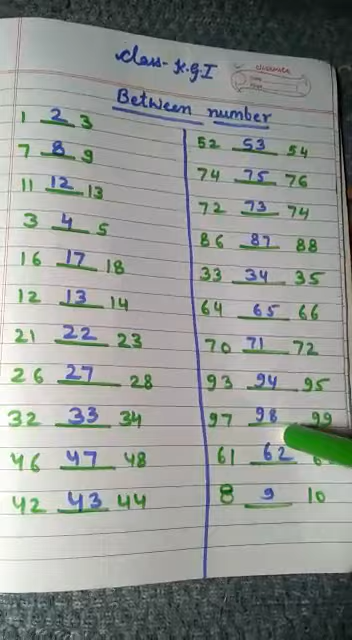 class- K.g.I
Between number
1 2 3
7 8 9
11 12 13
3 4 5
16 17 18
12 13 14
21 22 23
26 27 28
32 33 34
46 47 48
42 43 44
52 53 54
74 75 76
72 73 74
86 87 88
33 34 35
64 65 66
70 71 72
93 94 95
97 98 99
61 62 6
8 9 10